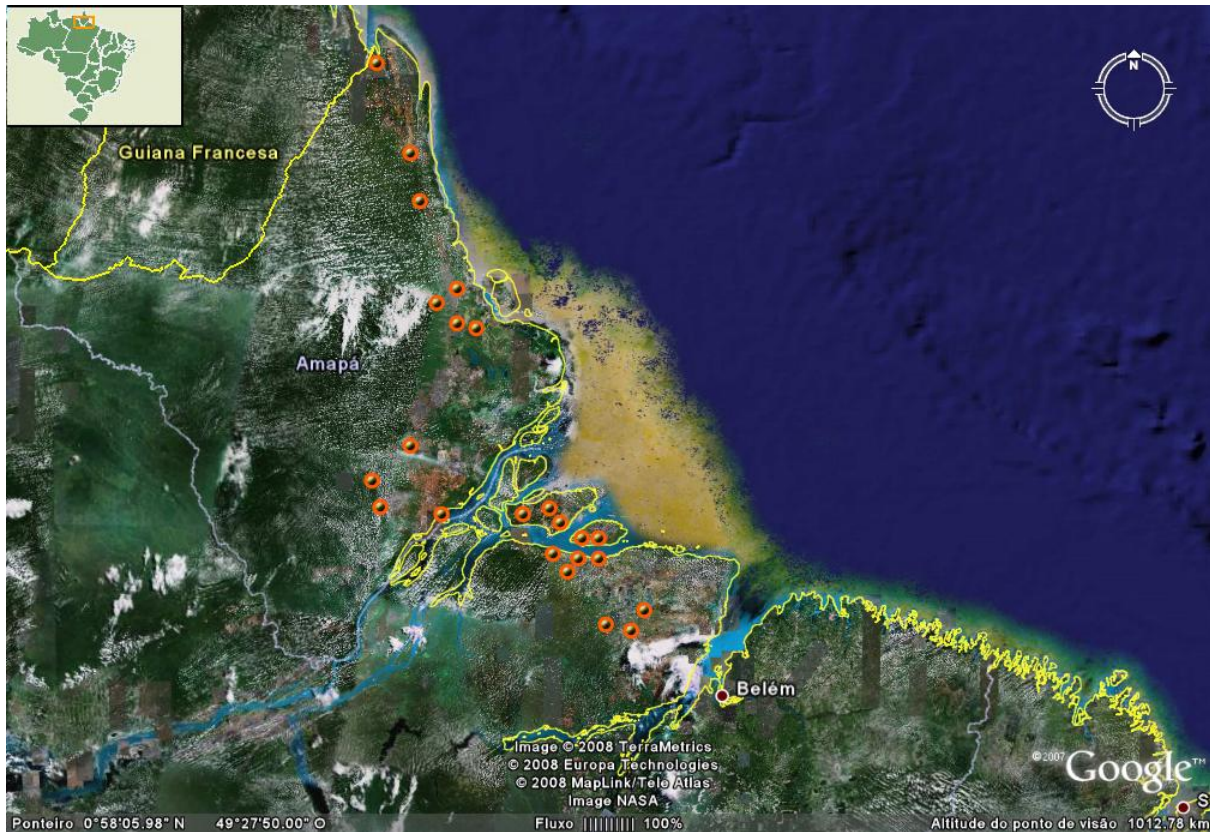 N
Guiana Francesa
Amapá
Belém
Image © 2008 TerraMetrics
© 2008 Europa Technologies
© 2008 MapLink/Tele Atlas
Image NASA
©2007 Google™
S
Ponteiro 0°58'05.98" N 49°27'50.00" O Fluxo 100% Altitude do ponto de visão 1012.78 km